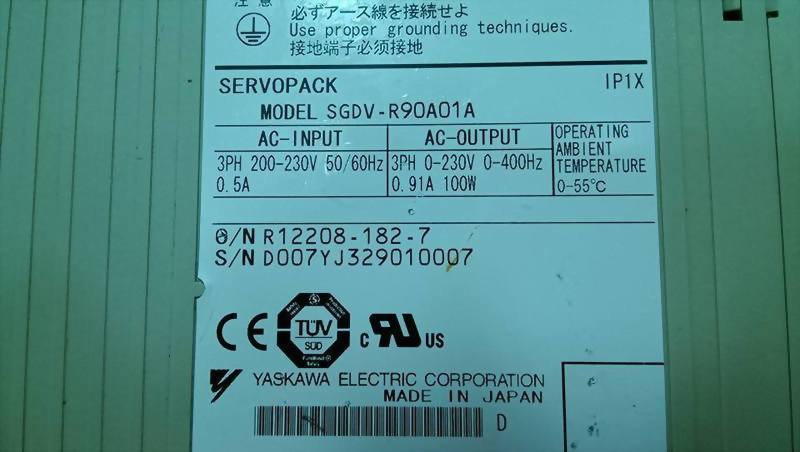 注意
必ずアース線を接続せよ
Use proper grounding techniques.
接地端子必须接地
SERVOPACK IP1X
MODEL SGDV-R90A01A
AC-INPUT AC-OUTPUT OPERATING AMBIENT TEMPERATURE
3PH 200-230V 50/60Hz 3PH 0-230V 0-400Hz
0.5A 0.91A 100W 0-55℃
O/N R12208-182-7
S/N D007YJ329010007
CE TÜV SÜD c RU US
YASKAWA ELECTRIC CORPORATION
MADE IN JAPAN
D